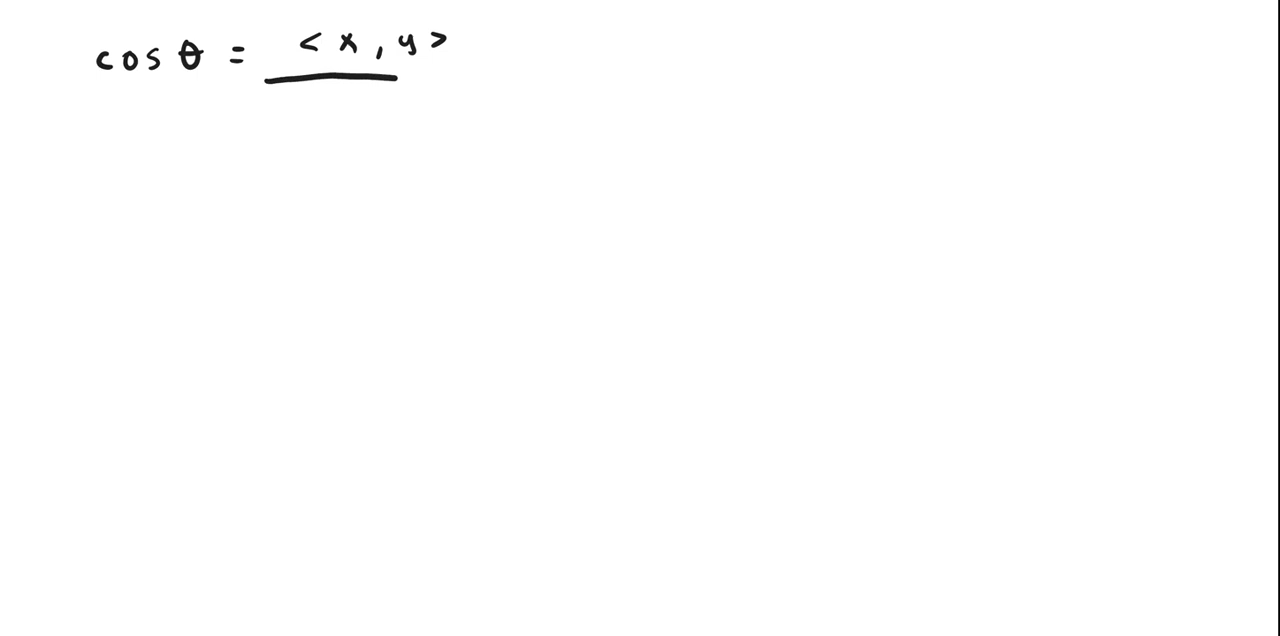 cos θ = < x , y >